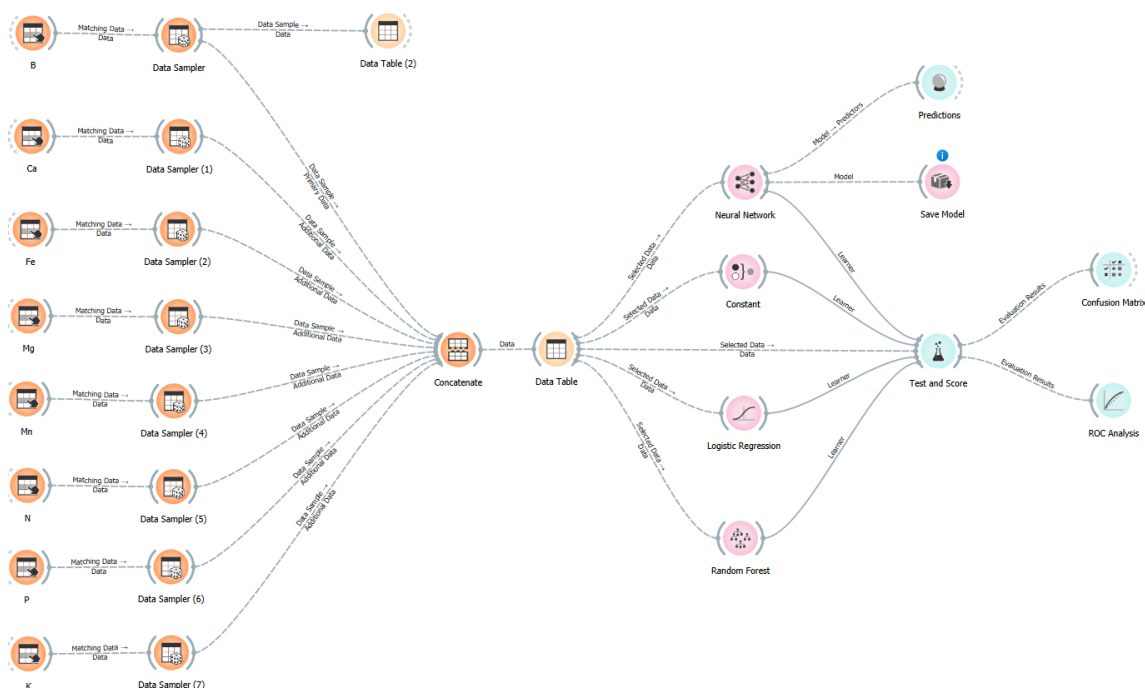 Matching Data →
Data
B
Data Sampler
Data Sample →
Data
Data Table (2)
Matching Data →
Data
Ca
Data Sampler (1)
Data Sample →
Primary Data
Matching Data →
Data
Fe
Data Sampler (2)
Data Sample →
Additional Data
Matching Data →
Data
Mg
Data Sampler (3)
Data Sample →
Additional Data
Matching Data →
Data
Mn
Data Sampler (4)
Data Sample →
Additional Data
Matching Data →
Data
N
Data Sampler (5)
Data Sample →
Additional Data
Matching Data →
Data
P
Data Sampler (6)
Data Sample →
Additional Data
Matching Data →
Data
K
Data Sampler (7)
Data Sample →
Additional Data
Data Sample →
Additional Data
Concatenate
Data
Data Table
Selected Data →
Data
Neural Network
Selected Data →
Data
Constant
Selected Data →
Data
Selected Data →
Data
Logistic Regression
Selected Data →
Data
Random Forest
Model → Predictors
Predictions
Model
Save Model
Learner
Learner
Learner
Learner
Test and Score
Evaluation Results
Confusion Matrix
Evaluation Results
ROC Analysis